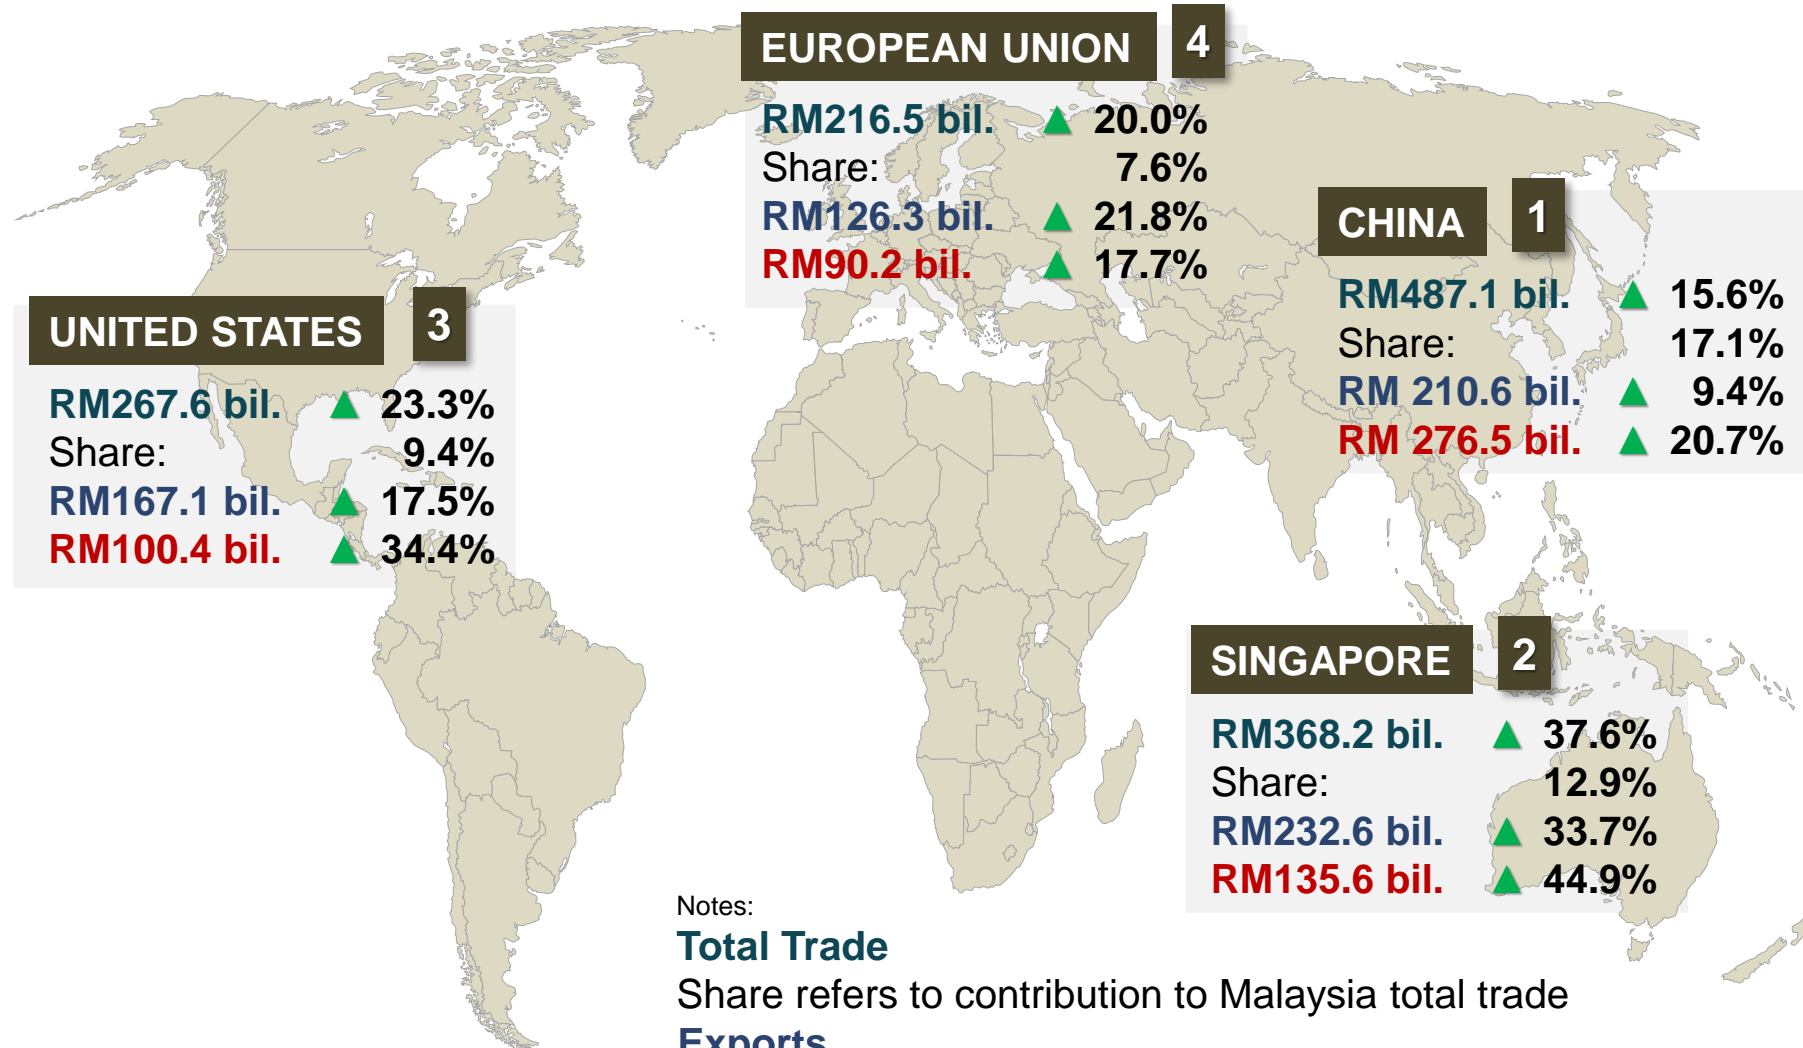 EUROPEAN UNION 4
RM216.5 bil. ▲ 20.0%
Share: 7.6%
RM126.3 bil. ▲ 21.8%
RM90.2 bil. ▲ 17.7%
CHINA 1
RM487.1 bil. ▲ 15.6%
Share: 17.1%
RM 210.6 bil. ▲ 9.4%
RM 276.5 bil. ▲ 20.7%
UNITED STATES 3
RM267.6 bil. ▲ 23.3%
Share: 9.4%
RM167.1 bil. ▲ 17.5%
RM100.4 bil. ▲ 34.4%
SINGAPORE 2
RM368.2 bil. ▲ 37.6%
Share: 12.9%
RM232.6 bil. ▲ 33.7%
RM135.6 bil. ▲ 44.9%
Notes:
Total Trade
Share refers to contribution to Malaysia total trade
Exports